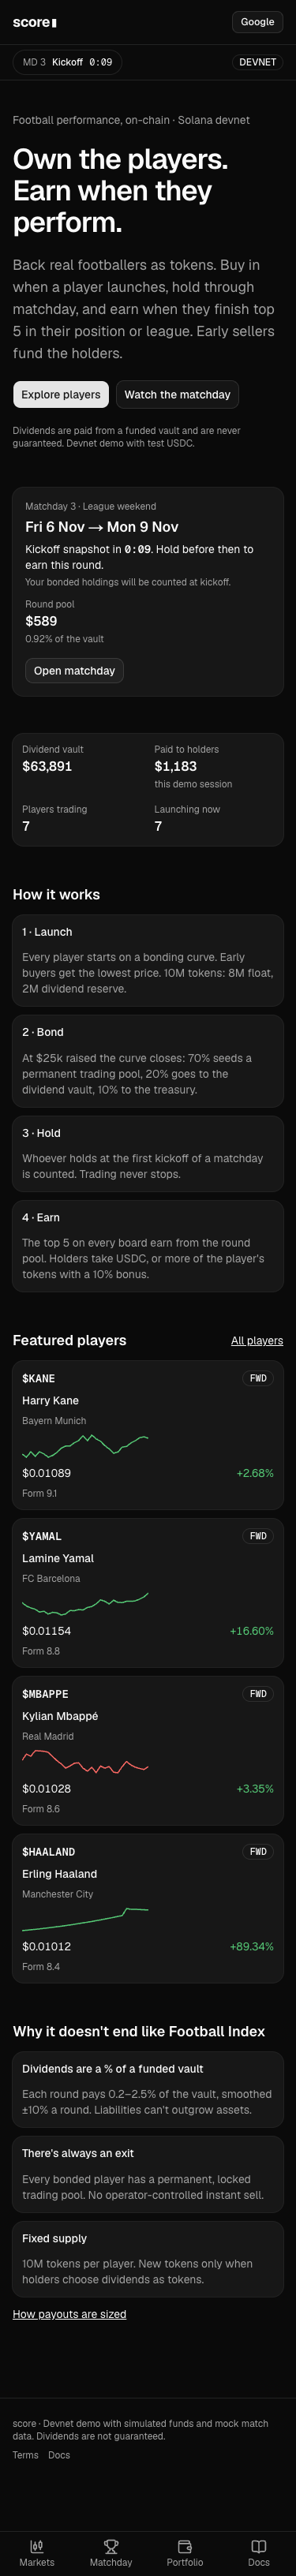 score
Google
MD 3 Kickoff 0:09
DEVNET
Football performance, on-chain · Solana devnet
Own the players.
Earn when they
perform.
Back real footballers as tokens. Buy in
when a player launches, hold through
matchday, and earn when they finish top
5 in their position or league. Early sellers
fund the holders.
Explore players
Watch the matchday
Dividends are paid from a funded vault and are never
guaranteed. Devnet demo with test USDC.
Matchday 3 · League weekend
Fri 6 Nov → Mon 9 Nov
Kickoff snapshot in 0:09. Hold before then to
earn this round.
Your bonded holdings will be counted at kickoff.
Round pool
$589
0.92% of the vault
Open matchday
Dividend vault
$63,891
Paid to holders
$1,183
this demo session
Players trading
7
Launching now
7
How it works
1 · Launch
Every player starts on a bonding curve. Early
buyers get the lowest price. 10M tokens: 8M float,
2M dividend reserve.
2 · Bond
At $25k raised the curve closes: 70% seeds a
permanent trading pool, 20% goes to the
dividend vault, 10% to the treasury.
3 · Hold
Whoever holds at the first kickoff of a matchday
is counted. Trading never stops.
4 · Earn
The top 5 on every board earn from the round
pool. Holders take USDC, or more of the player's
tokens with a 10% bonus.
Featured players
All players
$KANE
FWD
Harry Kane
Bayern Munich
$0.01089
+2.68%
Form 9.1
$YAMAL
FWD
Lamine Yamal
FC Barcelona
$0.01154
+16.60%
Form 8.8
$MBAPPE
FWD
Kylian Mbappé
Real Madrid
$0.01028
+3.35%
Form 8.6
$HAALAND
FWD
Erling Haaland
Manchester City
$0.01012
+89.34%
Form 8.4
Why it doesn't end like Football Index
Dividends are a % of a funded vault
Each round pays 0.2–2.5% of the vault, smoothed
±10% a round. Liabilities can't outgrow assets.
There's always an exit
Every bonded player has a permanent, locked
trading pool. No operator-controlled instant sell.
Fixed supply
10M tokens per player. New tokens only when
holders choose dividends as tokens.
How payouts are sized
score · Devnet demo with simulated funds and mock match
data. Dividends are not guaranteed.
Terms
Docs
Markets
Matchday
Portfolio
Docs